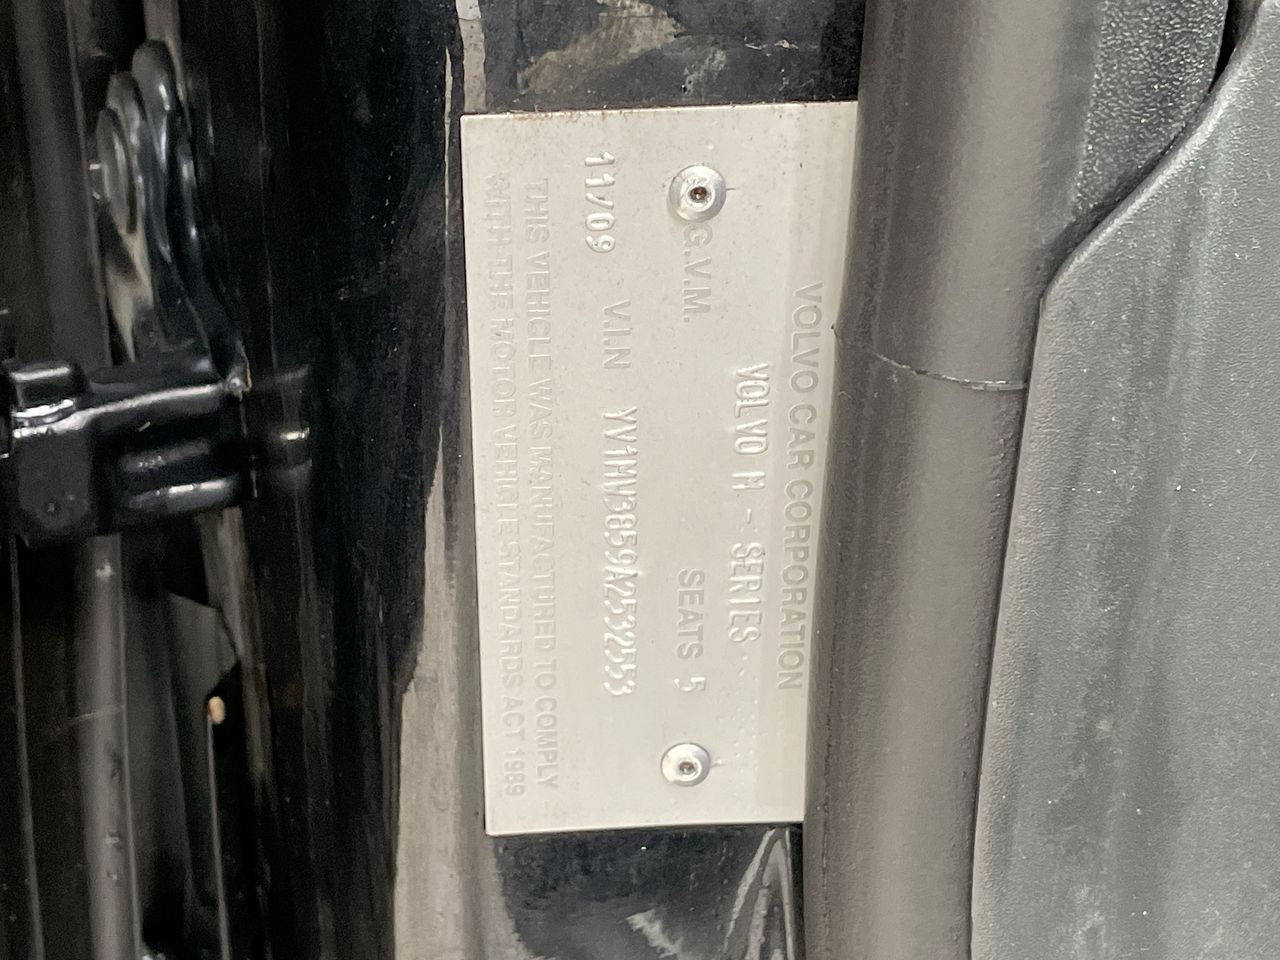 VOLVO CAR CORPORATION
VOLVO M - SERIES
G.V.M. SEATS 5
11/09 V.I.N YV1MW3859A2532553
THIS VEHICLE WAS MANUFACTURED TO COMPLY
WITH THE MOTOR VEHICLE STANDARDS ACT 1989